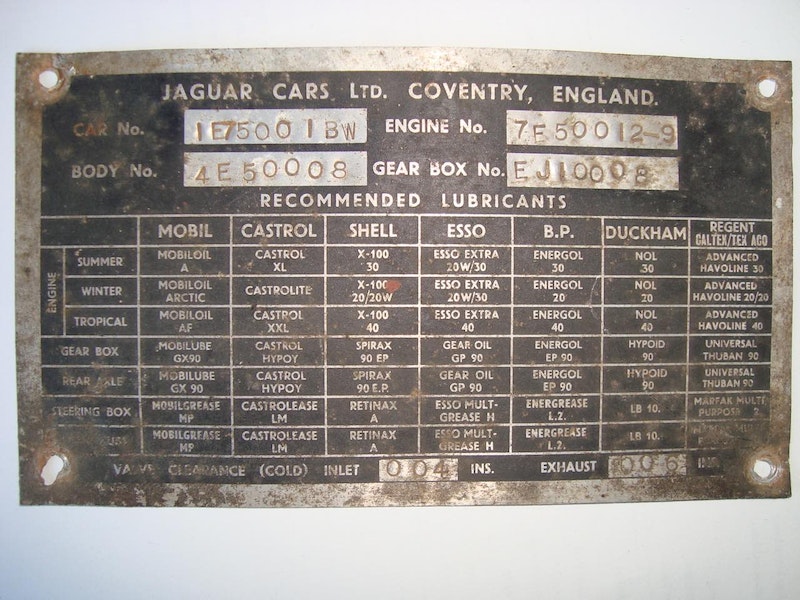 JAGUAR CARS LTD. COVENTRY, ENGLAND.
CAR No. 1E75001BW ENGINE No. 7E50012-9
BODY No. 4E50008 GEAR BOX No. EJ10008
RECOMMENDED LUBRICANTS
MOBIL CASTROL SHELL ESSO B.P. DUCKHAM REGENT CALTEX/TEXACO
ENGINE
SUMMER MOBILOIL A CASTROL XL X-100 30 ESSO EXTRA 20W/30 ENERGOL 30 NOL 30 ADVANCED HAVOLINE 30
WINTER MOBILOIL ARCTIC CASTROLITE X-100 20/20W ESSO EXTRA 20W/30 ENERGOL 20 NOL 20 ADVANCED HAVOLINE 20/20
TROPICAL MOBILOIL AF CASTROL XXL X-100 40 ESSO EXTRA 40 ENERGOL 40 NOL 40 ADVANCED HAVOLINE 40
GEAR BOX MOBILUBE GX90 CASTROL HYPOY SPIRAX 90 EP GEAR OIL GP 90 ENERGOL EP 90 HYPOID 90 UNIVERSAL THUBAN 90
REAR AXLE MOBILUBE GX 90 CASTROL HYPOY SPIRAX 90 E.P. GEAR OIL GP 90 ENERGOL EP 90 HYPOID 90 UNIVERSAL THUBAN 90
STEERING BOX MOBILGREASE MP CASTROLEASE LM RETINAX A ESSO MULT-GREASE H ENERGREASE L.2. LB 10. MARFAK MULTI PURPOSE 2
MOBILGREASE MP CASTROLEASE LM RETINAX A ESSO MULT-GREASE H ENERGREASE L.2. LB 10.
VALVE CLEARANCE (COLD) INLET 004 INS. EXHAUST 006 INS.